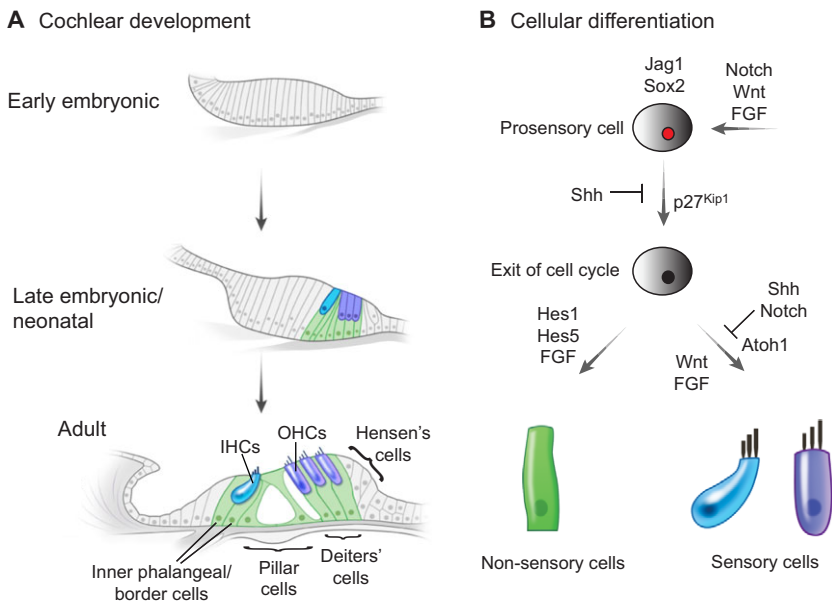 A Cochlear development
Early embryonic
Late embryonic/
neonatal
Adult
IHCs
OHCs
Hensen's
cells
Inner phalangeal/
border cells
Pillar
cells
Deiters'
cells
B Cellular differentiation
Jag1
Sox2
Notch
Wnt
FGF
Prosensory cell
Shh
p27Kip1
Exit of cell cycle
Hes1
Hes5
FGF
Shh
Notch
Atoh1
Wnt
FGF
Non-sensory cells
Sensory cells